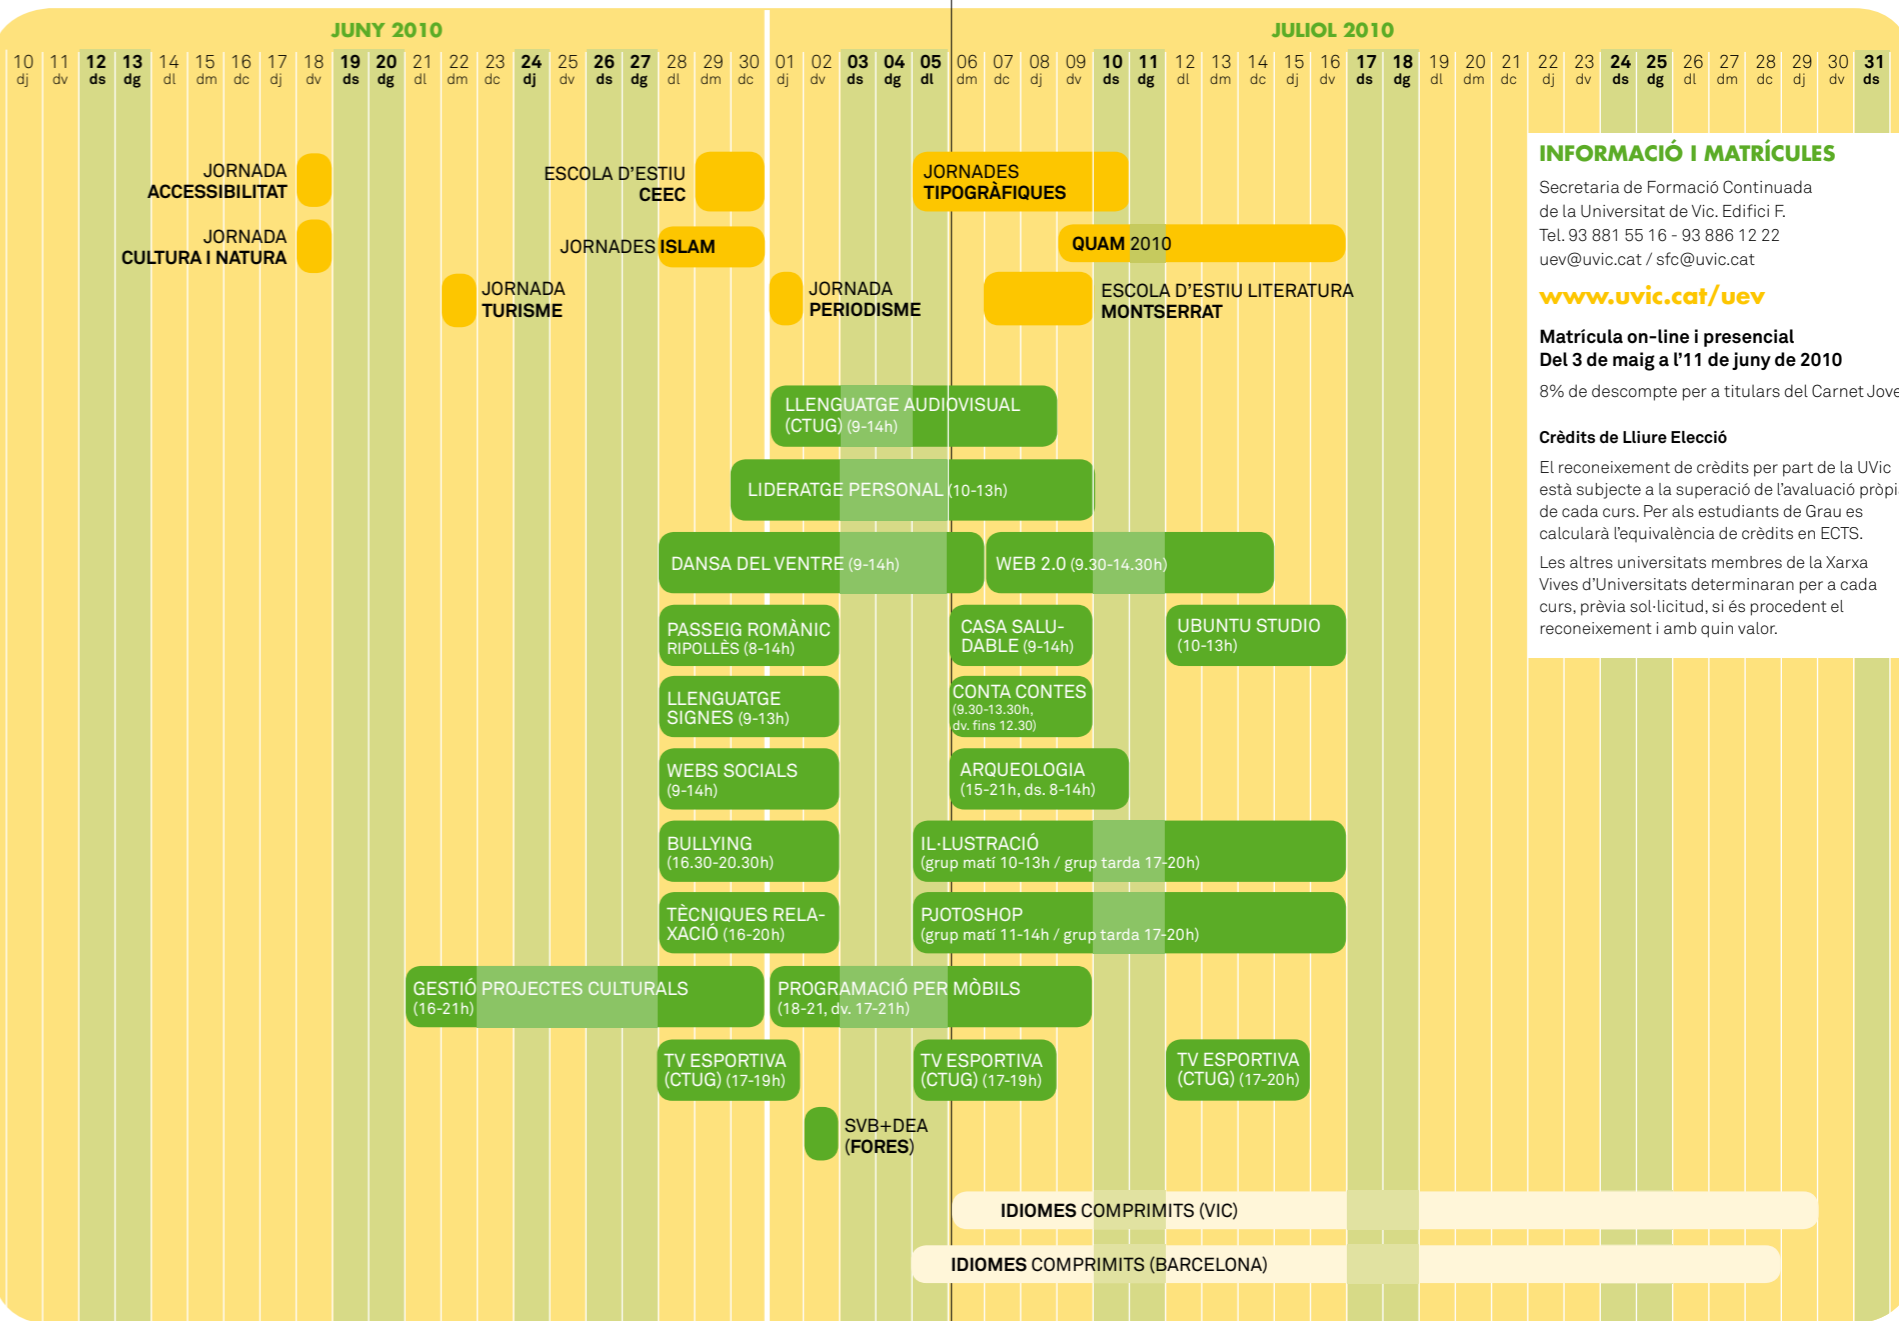 JUNY 2010
JULIOL 2010
10 11 12 13 14 15 16 17 18 19 20 21 22 23 24 25 26 27 28 29 30 01 02 03 04 05 06 07 08 09 10 11 12 13 14 15 16 17 18 19 20 21 22 23 24 25 26 27 28 29 30 31
dj dv ds dg dl dm dc dj dv ds dg dl dm dc dj dv ds dg dl dm dc dj dv ds dg dl dm dc dj dv ds dg dl dm dc dj dv ds dg dl dm dc dj dv ds dg dl dm dc dj dv ds
JORNADA
ACCESSIBILITAT
ESCOLA D'ESTIU
CEEC
JORNADES
TIPOGRÀFIQUES
JORNADA
CULTURA I NATURA
JORNADES ISLAM
QUAM 2010
JORNADA
TURISME
JORNADA
PERIODISME
ESCOLA D'ESTIU LITERATURA
MONTSERRAT
LLENGUATGE AUDIOVISUAL
(CTUG) (9-14h)
LIDERATGE PERSONAL (10-13h)
DANSA DEL VENTRE (9-14h)
WEB 2.0 (9.30-14.30h)
PASSEIG ROMÀNIC
RIPOLLÈS (8-14h)
CASA SALU-
DABLE (9-14h)
UBUNTU STUDIO
(10-13h)
LLENGUATGE
SIGNES (9-13h)
CONTA CONTES
(9.30-13.30h,
dv. fins 12.30)
WEBS SOCIALS
(9-14h)
ARQUEOLOGIA
(15-21h, ds. 8-14h)
BULLYING
(16.30-20.30h)
IL·LUSTRACIÓ
(grup matí 10-13h / grup tarda 17-20h)
TÈCNIQUES RELA-
XACIÓ (16-20h)
PJOTOSHOP
(grup matí 11-14h / grup tarda 17-20h)
GESTIÓ PROJECTES CULTURALS
(16-21h)
PROGRAMACIÓ PER MÒBILS
(18-21, dv. 17-21h)
TV ESPORTIVA
(CTUG) (17-19h)
TV ESPORTIVA
(CTUG) (17-19h)
TV ESPORTIVA
(CTUG) (17-20h)
SVB+DEA
(FORES)
IDIOMES COMPRIMITS (VIC)
IDIOMES COMPRIMITS (BARCELONA)
INFORMACIÓ I MATRÍCULES
Secretaria de Formació Continuada
de la Universitat de Vic. Edifici F.
Tel. 93 881 55 16 - 93 886 12 22
uev@uvic.cat / sfc@uvic.cat
www.uvic.cat/uev
Matrícula on-line i presencial
Del 3 de maig a l'11 de juny de 2010
8% de descompte per a titulars del Carnet Jove
Crèdits de Lliure Elecció
El reconeixement de crèdits per part de la UVic
està subjecte a la superació de l'avaluació pròpia
de cada curs. Per als estudiants de Grau es
calcularà l'equivalència de crèdits en ECTS.
Les altres universitats membres de la Xarxa
Vives d'Universitats determinaran per a cada
curs, prèvia sol·licitud, si és procedent el
reconeixement i amb quin valor.